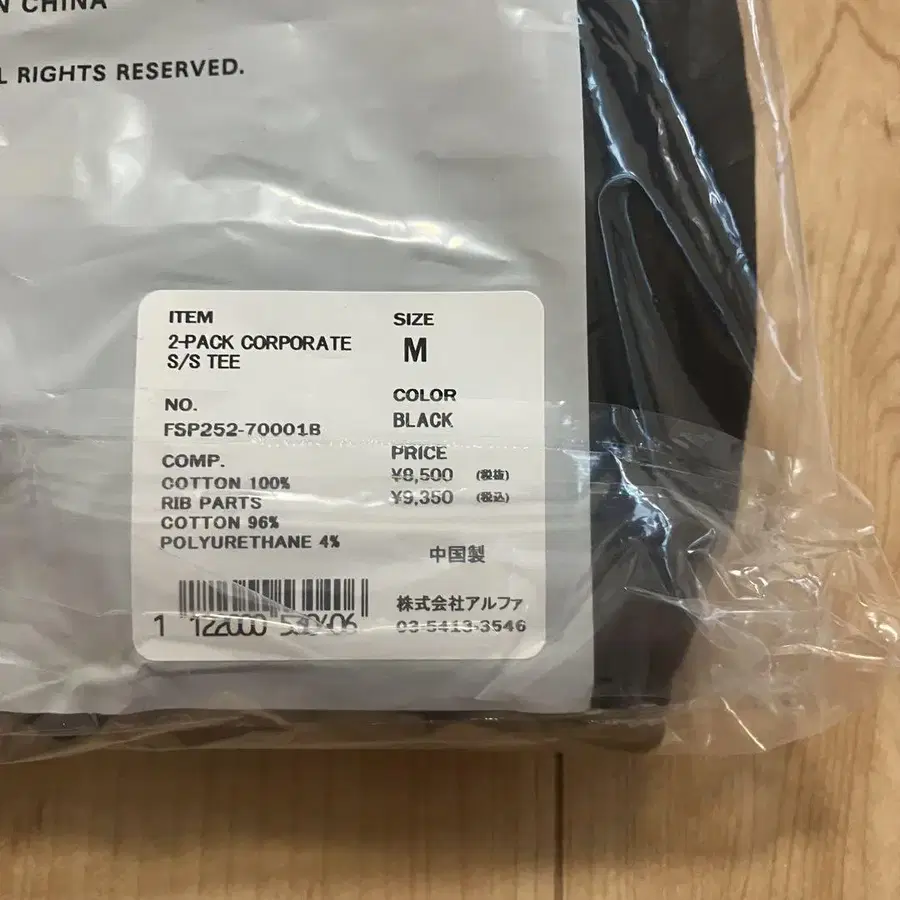 N CHINA
L RIGHTS RESERVED.
ITEM
2-PACK CORPORATE
S/S TEE
NO.
FSP252-70001B
COMP.
COTTON 100%
RIB PARTS
COTTON 96%
POLYURETHANE 4%
SIZE
M
COLOR
BLACK
PRICE
¥8,500 (税抜)
¥9,350 (税込)
中国製
株式会社アルファ
03-5413-3546
1 122000